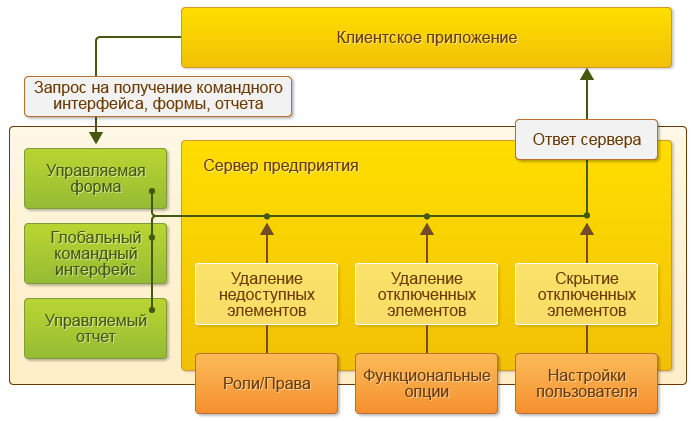 Клиентское приложение
Запрос на получение командного
интерфейса, формы, отчета
Ответ сервера
Управляемая
форма
Сервер предприятия
Глобальный
командный
интерфейс
Управляемый
отчет
Удаление
недоступных
элементов
Удаление
отключенных
элементов
Скрытие
отключенных
элементов
Роли/Права
Функциональные
опции
Настройки
пользователя